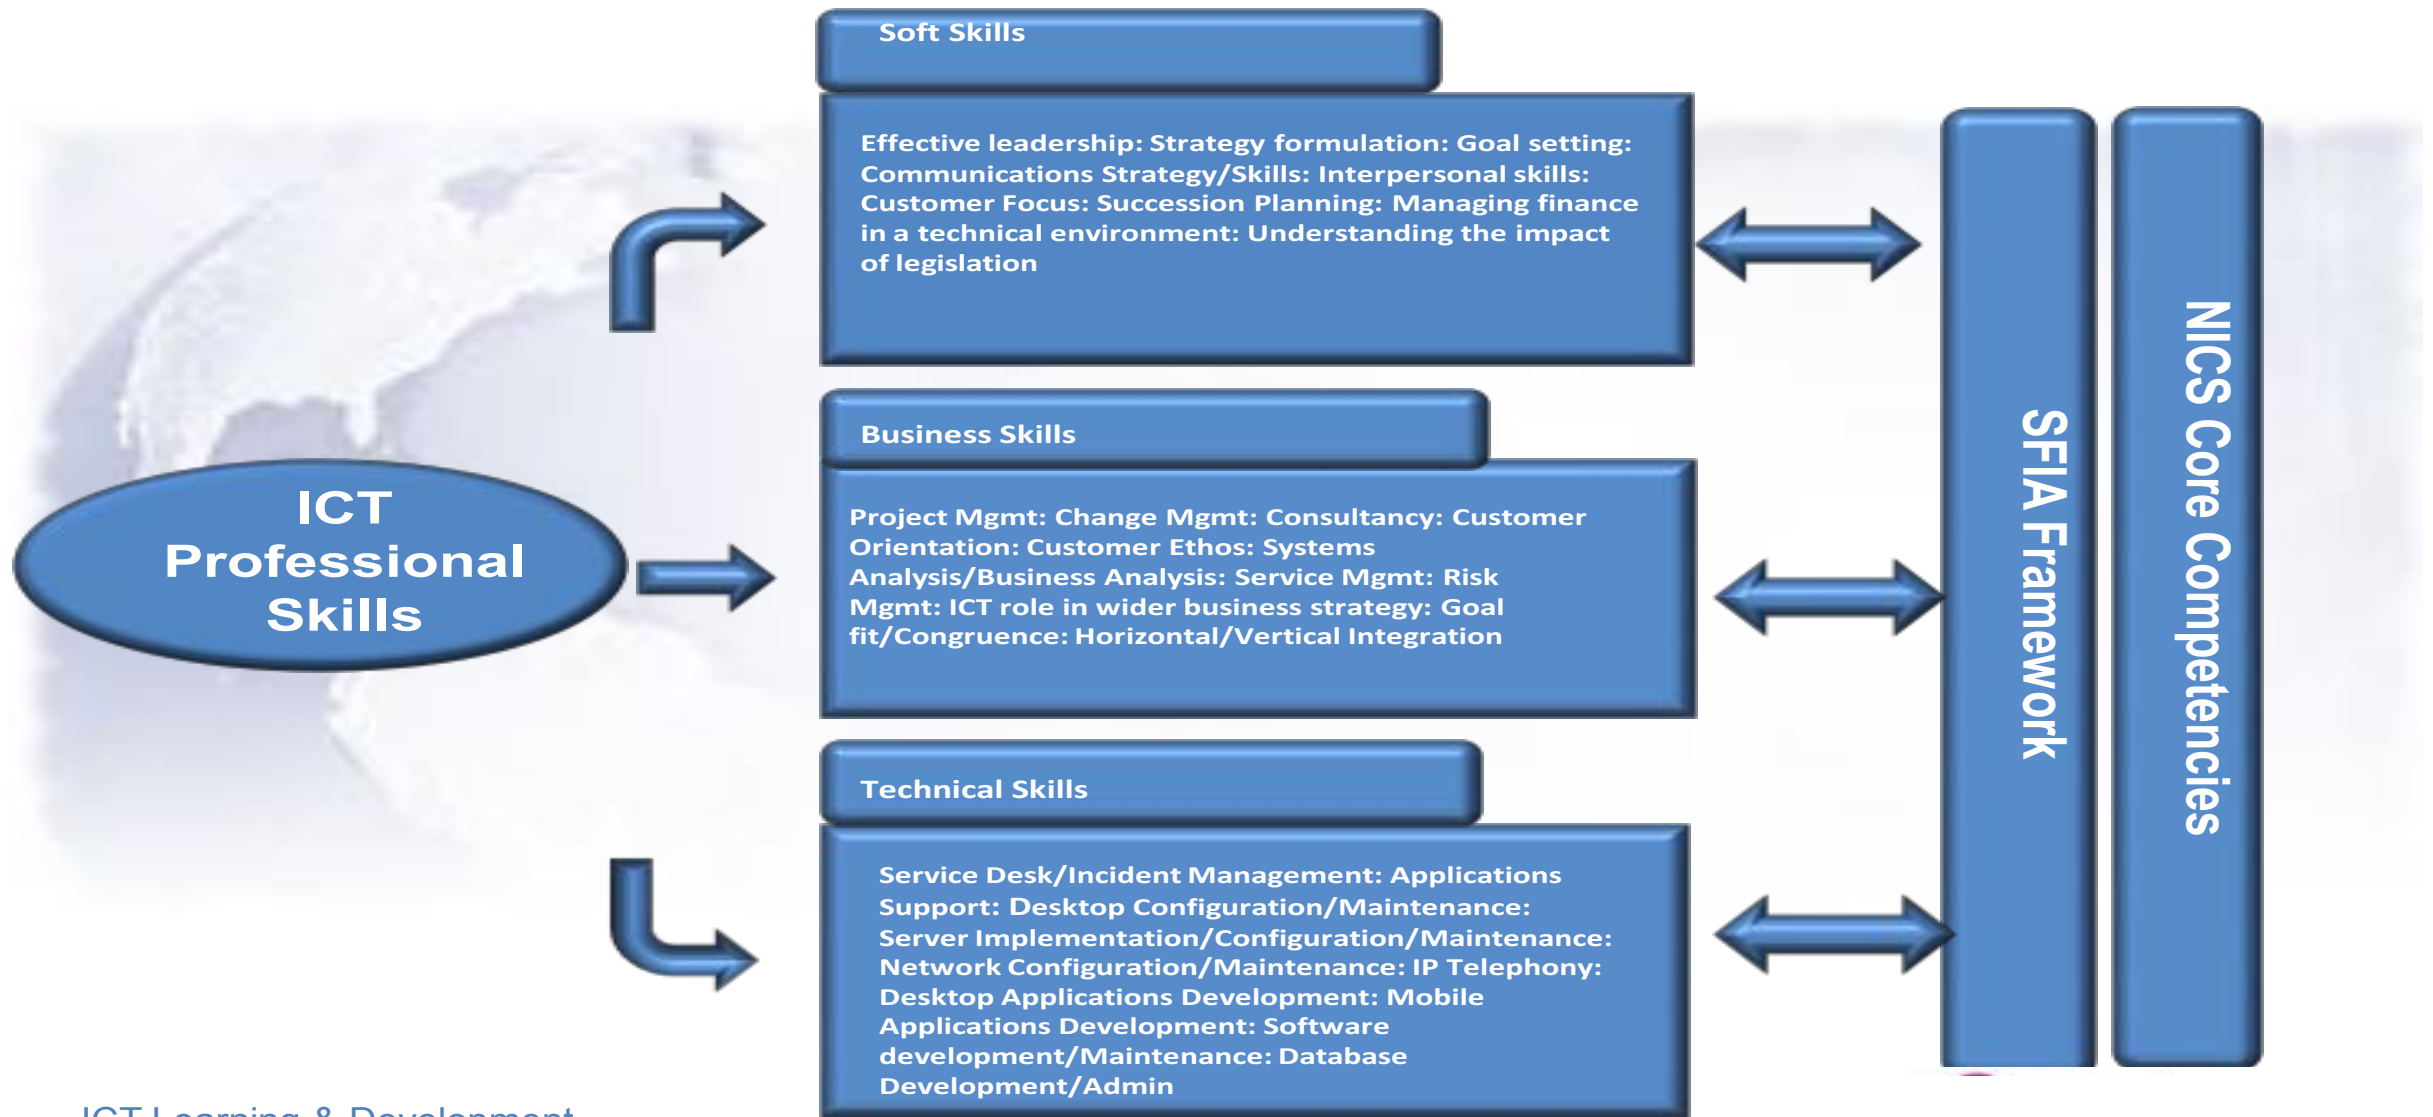 Soft Skills
Effective leadership: Strategy formulation: Goal setting:
Communications Strategy/Skills: Interpersonal skills:
Customer Focus: Succession Planning: Managing finance
in a technical environment: Understanding the impact
of legislation
Business Skills
ICT
Professional
Skills
Project Mgmt: Change Mgmt: Consultancy: Customer
Orientation: Customer Ethos: Systems
Analysis/Business Analysis: Service Mgmt: Risk
Mgmt: ICT role in wider business strategy: Goal
fit/Congruence: Horizontal/Vertical Integration
Technical Skills
Service Desk/Incident Management: Applications
Support: Desktop Configuration/Maintenance:
Server Implementation/Configuration/Maintenance:
Network Configuration/Maintenance: IP Telephony:
Desktop Applications Development: Mobile
Applications Development: Software
development/Maintenance: Database
Development/Admin
SFIA Framework
NICS Core Competencies
ICT Learning & Development